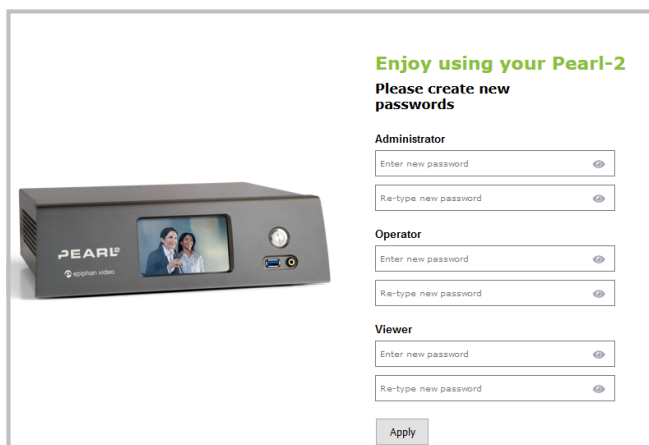 Enjoy using your Pearl-2
Please create new
passwords
Administrator
Enter new password
Re-type new password
PEARL2
epiphan video
Operator
Enter new password
Re-type new password
Viewer
Enter new password
Re-type new password
Apply